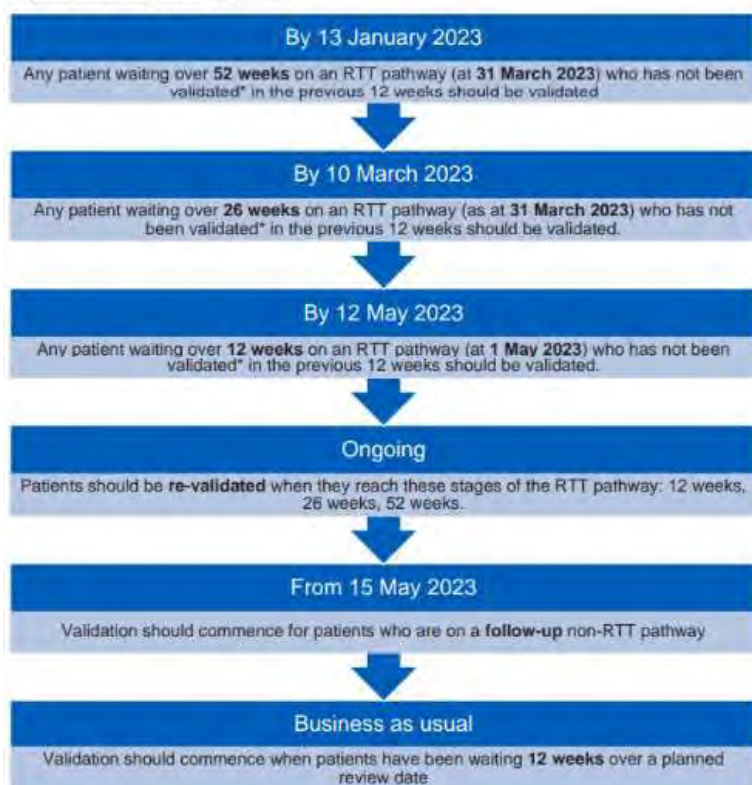 By 13 January 2023
Any patient waiting over 52 weeks on an RTT pathway (at 31 March 2023) who has not been
validated* in the previous 12 weeks should be validated
By 10 March 2023
Any patient waiting over 26 weeks on an RTT pathway (as at 31 March 2023) who has not
been validated* in the previous 12 weeks should be validated.
By 12 May 2023
Any patient waiting over 12 weeks on an RTT pathway (at 1 May 2023) who has not been
validated* in the previous 12 weeks should be validated.
Ongoing
Patients should be re-validated when they reach these stages of the RTT pathway: 12 weeks,
26 weeks, 52 weeks.
From 15 May 2023
Validation should commence for patients who are on a follow-up non-RTT pathway
Business as usual
Validation should commence when patients have been waiting 12 weeks over a planned
review date